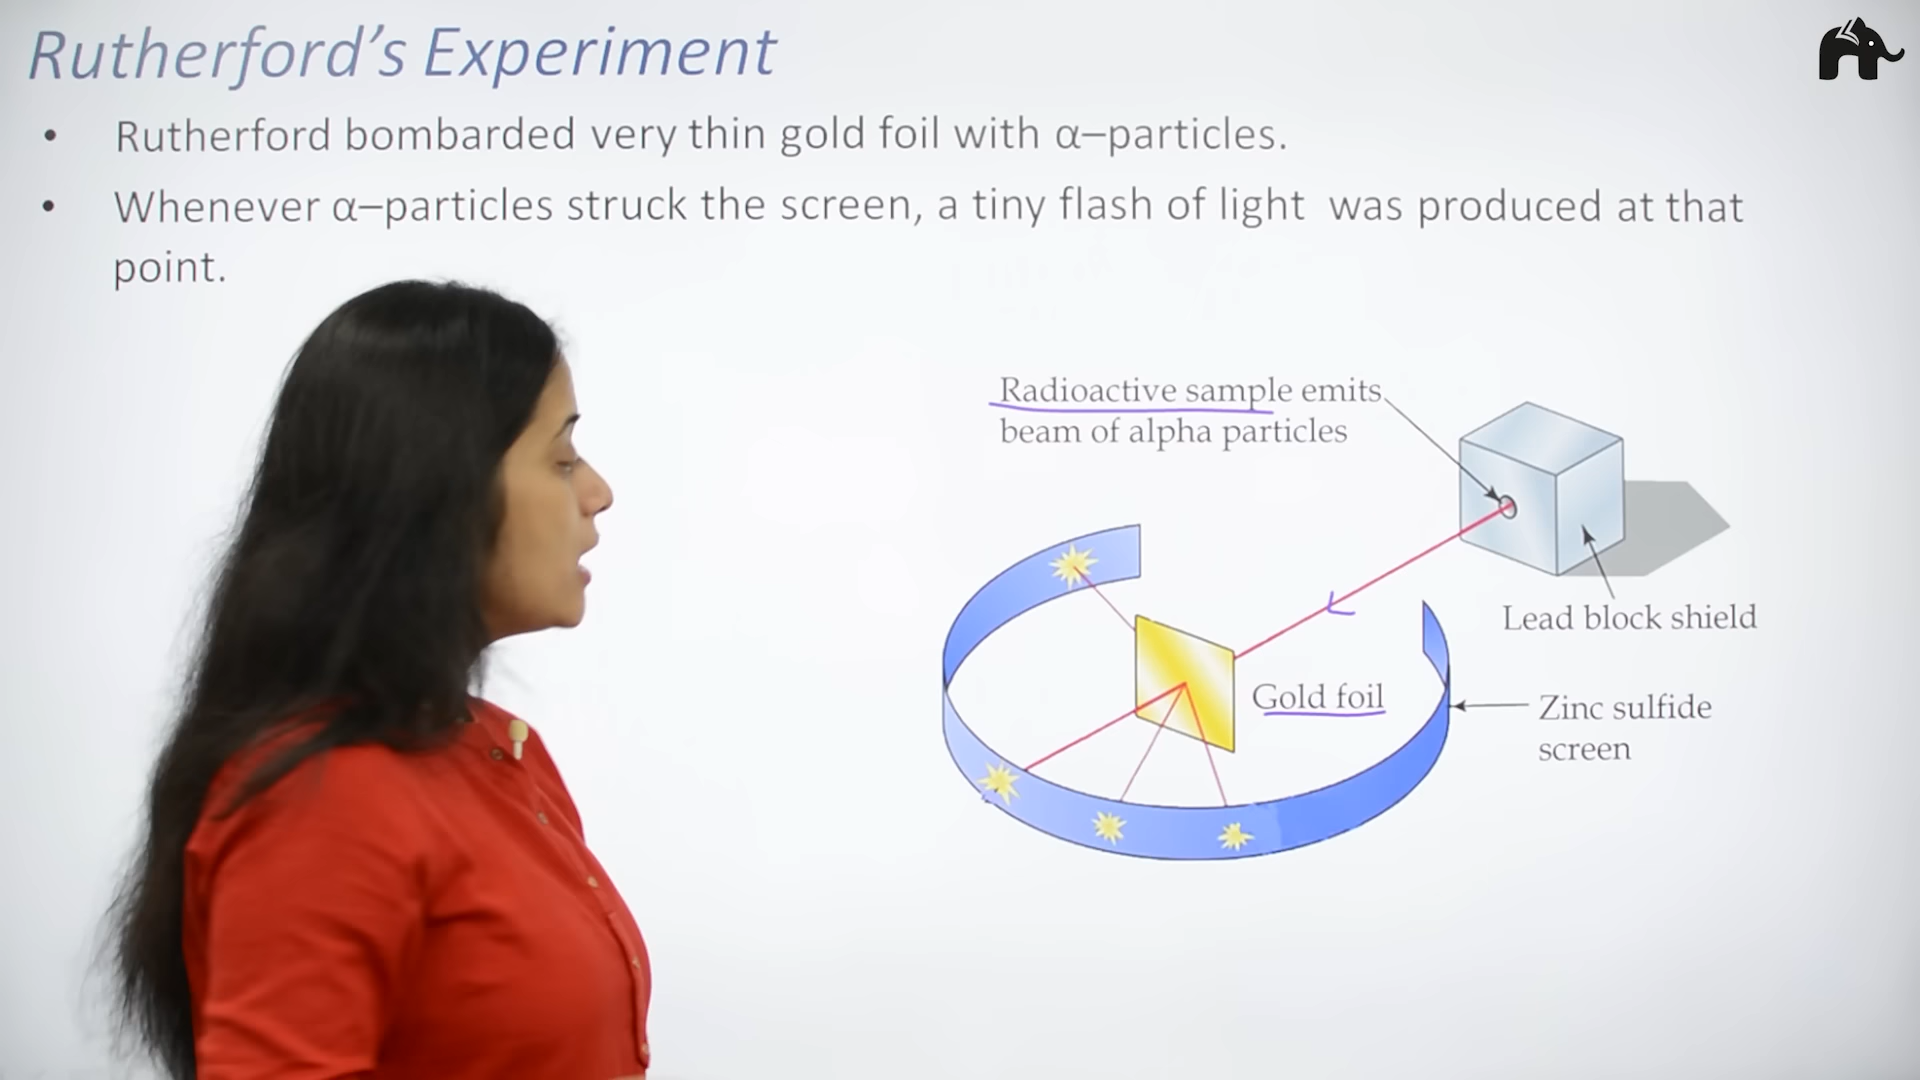 Rutherford’s Experiment
• Rutherford bombarded very thin gold foil with α–particles.
• Whenever α–particles struck the screen, a tiny flash of light was produced at that
point.
Radioactive sample emits
beam of alpha particles
Lead block shield
Gold foil
Zinc sulfide
screen